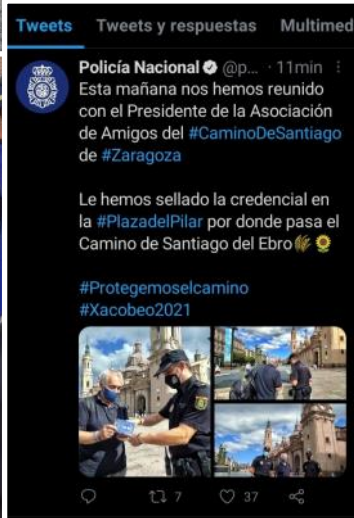 Tweets Tweets y respuestas Multimed
Policía Nacional @p... · 11min
Esta mañana nos hemos reunido
con el Presidente de la Asociación
de Amigos del #CaminoDeSantiago
de #Zaragoza
Le hemos sellado la credencial en
la #PlazadelPilar por donde pasa el
Camino de Santiago del Ebro🌾🌻
#Protegemoselcamino
#Xacobeo2021
7 37